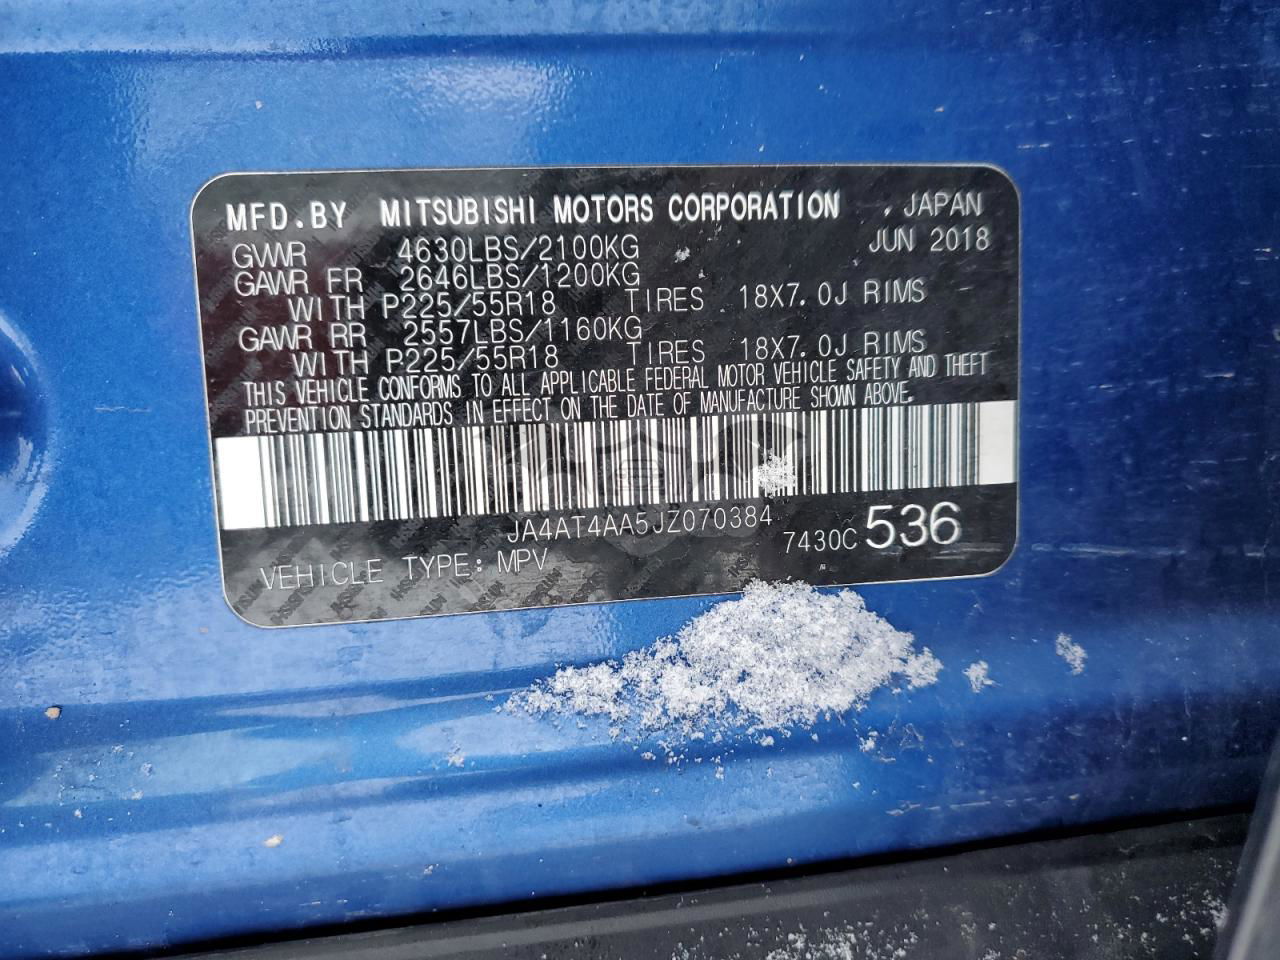 MFD.BY MITSUBISHI MOTORS CORPORATION , JAPAN
GVWR 4630LBS/2100KG JUN 2018
GAWR FR 2646LBS/1200KG
WITH P225/55R18 TIRES 18X7.0J RIMS
GAWR RR 2557LBS/1160KG
WITH P225/55R18 TIRES 18X7.0J RIMS
THIS VEHICLE CONFORMS TO ALL APPLICABLE FEDERAL MOTOR VEHICLE SAFETY AND THEFT
PREVENTION STANDARDS IN EFFECT ON THE DATE OF MANUFACTURE SHOWN ABOVE.
JA4AT4AA5JZ070384
7430C 536
VEHICLE TYPE: MPV